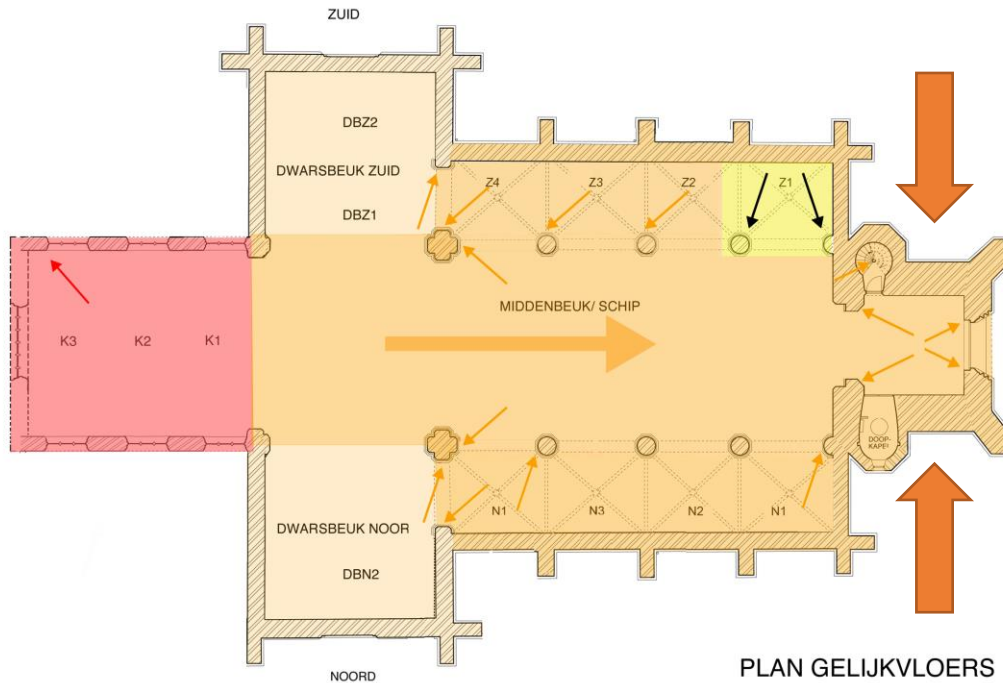 ZUID
DBZ2
DWARSBEUK ZUID
DBZ1
Z4
Z3
Z2
Z1
MIDDENBEUK/ SCHIP
K3
K2
K1
DOOP-
KAPEL
N1
N3
N2
N1
DWARSBEUK NOOR
DBN2
NOORD
PLAN GELIJKVLOERS